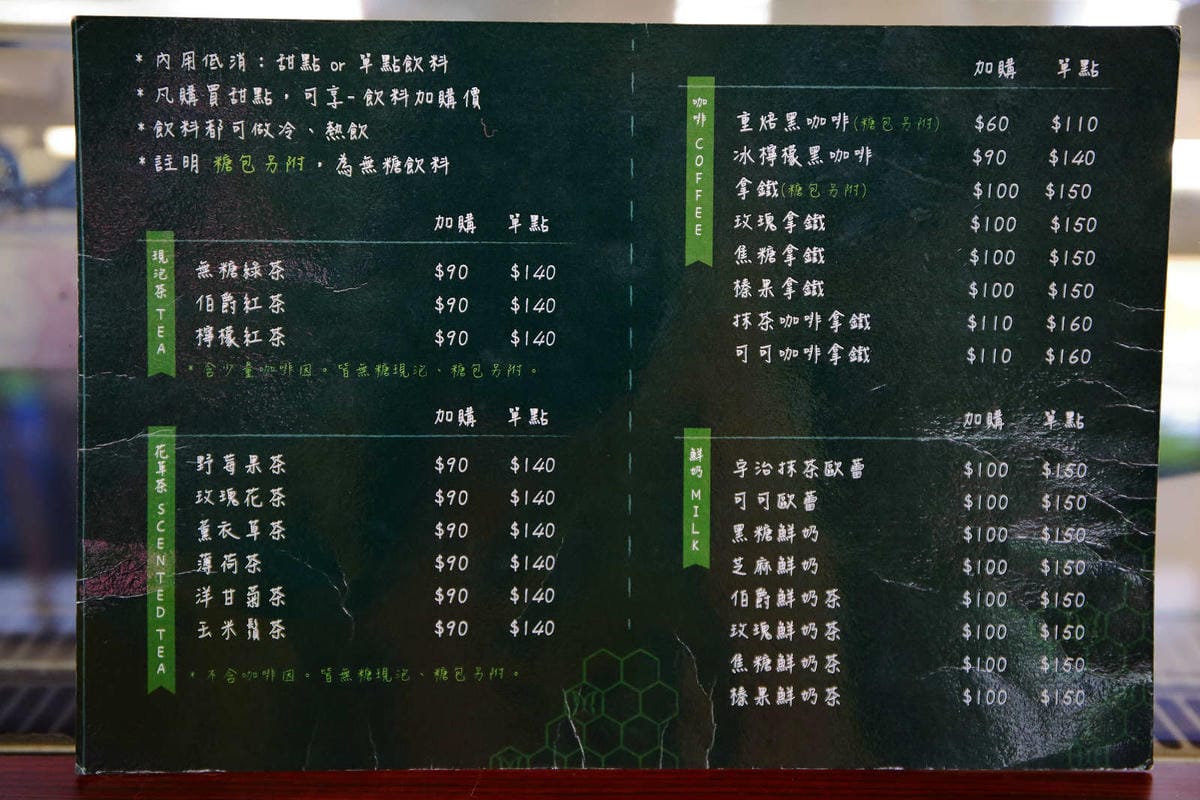 * 內用低消：甜點 or 單點飲料
* 凡購買甜點，可享一飲料加購價
* 飲料都可做冷、熱飲
* 註明 糖包另附，為無糖飲料
加購 單點
現泡茶 TEA
無糖綠茶 $90 $140
伯爵紅茶 $90 $140
檸檬紅茶 $90 $140
* 含少量咖啡因。皆無糖現泡、糖包另附。
加購 單點
花草茶 SCENTED TEA
野莓果茶 $90 $140
玫瑰花茶 $90 $140
薰衣草茶 $90 $140
薄荷茶 $90 $140
洋甘菊茶 $90 $140
玉米鬚茶 $90 $140
* 不含咖啡因。皆無糖現泡、糖包另附。
加購 單點
咖啡 COFFEE
重焙黑咖啡(糖包另附) $60 $110
冰檸檬黑咖啡 $90 $140
拿鐵(糖包另附) $100 $150
玫瑰拿鐵 $100 $150
焦糖拿鐵 $100 $150
榛果拿鐵 $100 $150
抹茶咖啡拿鐵 $110 $160
可可咖啡拿鐵 $110 $160
加購 單點
鮮奶 MILK
宇治抹茶歐蕾 $100 $150
可可歐蕾 $100 $150
黑糖鮮奶 $100 $150
芝麻鮮奶 $100 $150
伯爵鮮奶茶 $100 $150
玫瑰鮮奶茶 $100 $150
焦糖鮮奶茶 $100 $150
榛果鮮奶茶 $100 $150